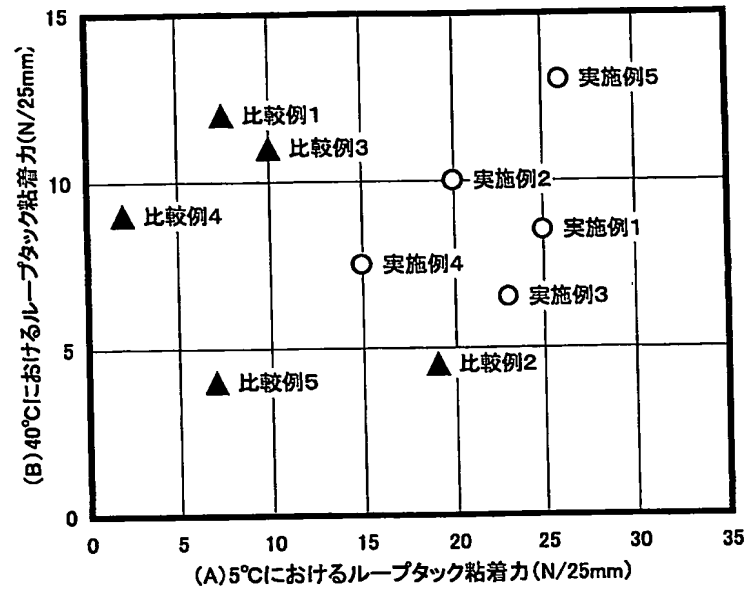 15
実施例5
比較例1
比較例3
10
実施例2
比較例4
実施例1
実施例4
実施例3
5
比較例2
比較例5
0
0 5 10 15 20 25 30 35
(A)5℃におけるループタック粘着力(N/25mm)
(B)40℃におけるループタック粘着力(N/25mm)